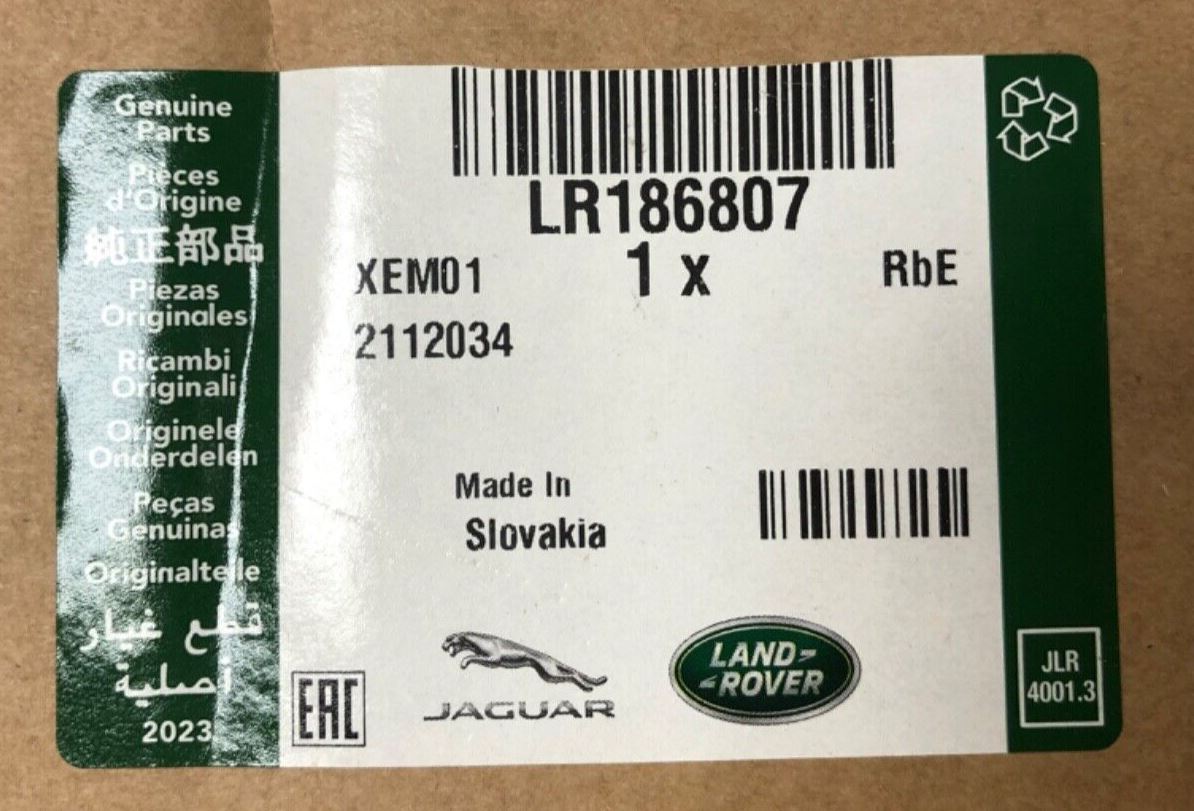 Genuine
Parts
Pièces
d'Origine
純正部品
Piezas
Originales
Ricambi
Originali
Originele
Onderdelen
Peças
Genuinas
Originalteile
قطع غيار
أصلية
2023
LR186807
XEM01
1 x
RbE
2112034
Made In
Slovakia
EAC
JAGUAR
LAND-
-ROVER
JLR
4001.3